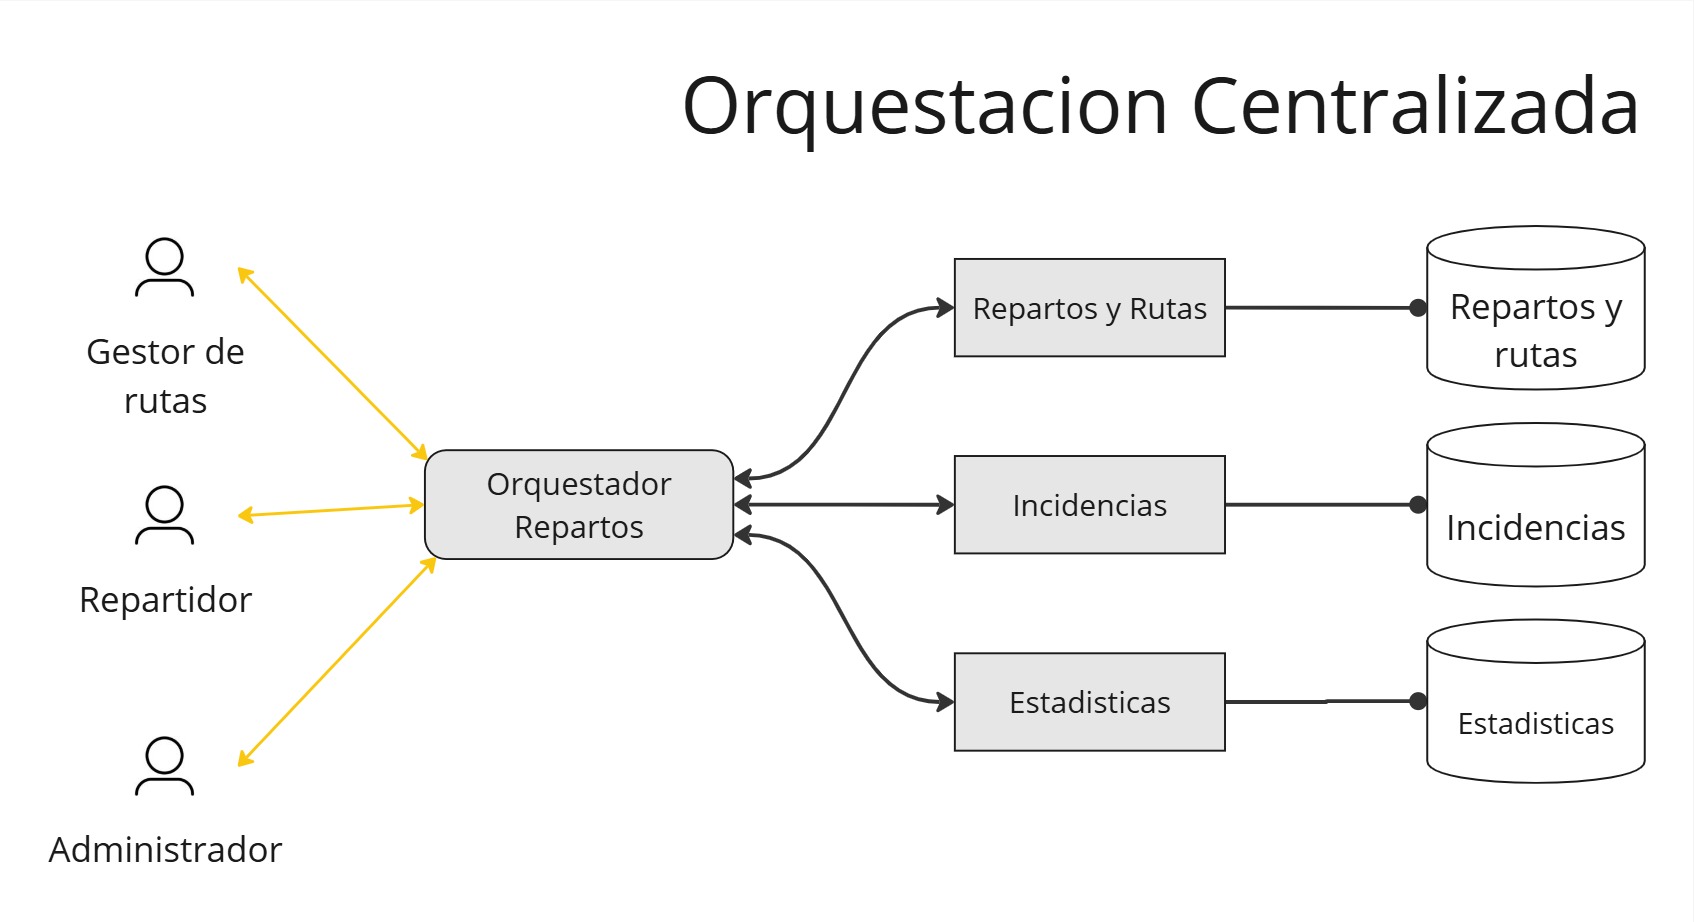 Orquestacion Centralizada
Gestor de
rutas
Repartidor
Administrador
Orquestador
Repartos
Repartos y Rutas
Incidencias
Estadisticas
Repartos y
rutas
Incidencias
Estadisticas